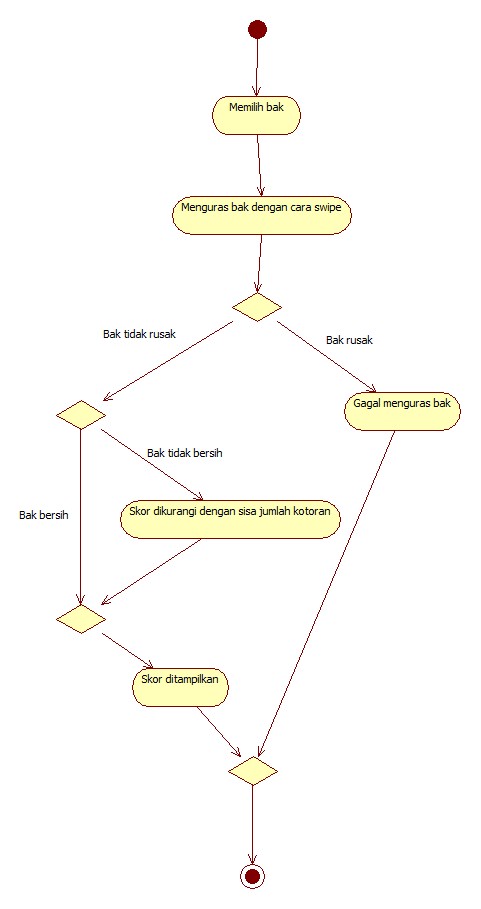 Memilih bak
Menguras bak dengan cara swipe
Bak tidak rusak
Bak rusak
Gagal menguras bak
Bak tidak bersih
Bak bersih
Skor dikurangi dengan sisa jumlah kotoran
Skor ditampilkan